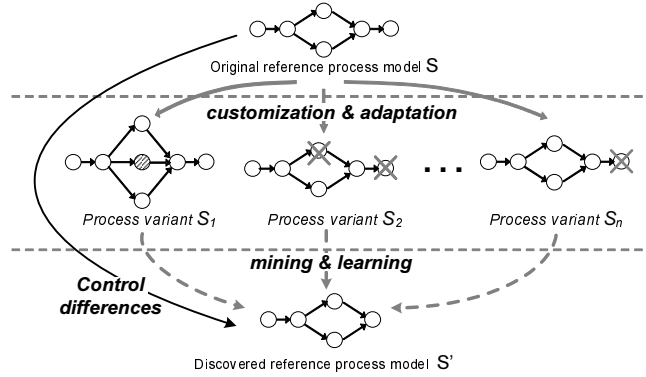 Original reference process model S
customization & adaptation
. . .
Process variant S1
Process variant S2
Process variant Sn
mining & learning
Control
differences
Discovered reference process model S'